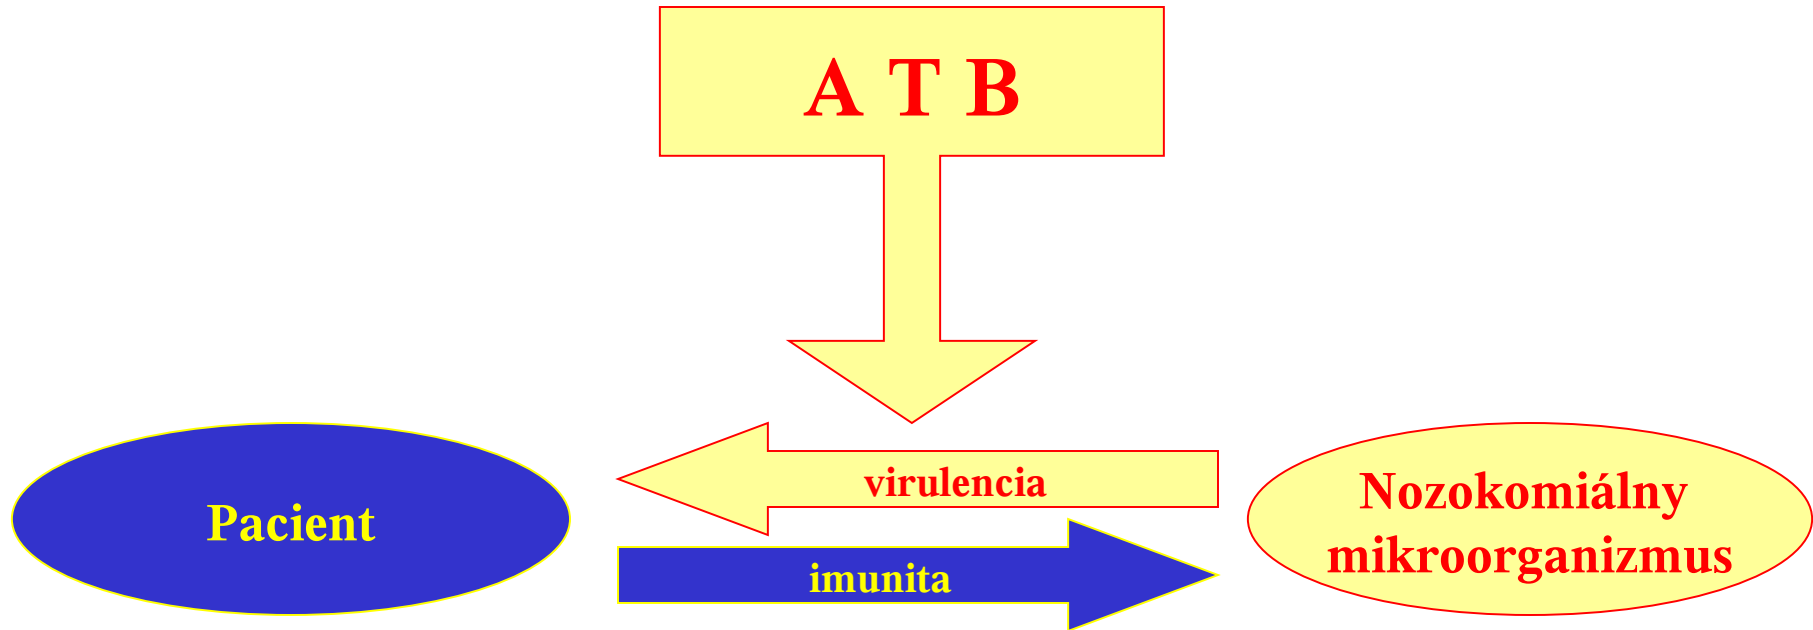 A T B
virulencia
Pacient
Nozokomiálny
mikroorganizmus
imunita